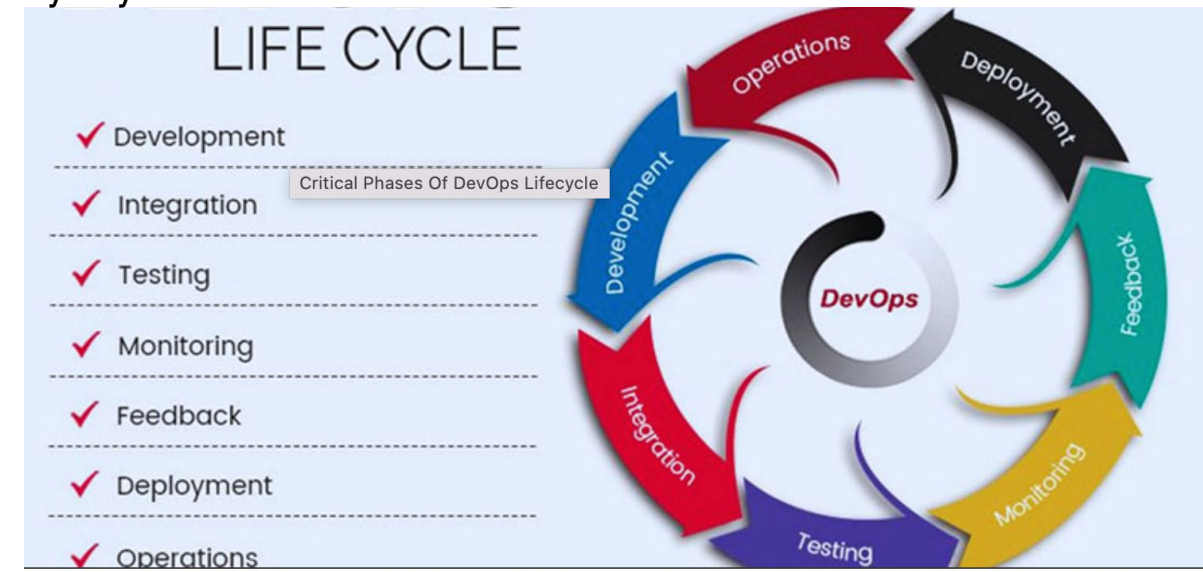 LIFE CYCLE
Development
Integration
Testing
Monitoring
Feedback
Deployment
Operations
Critical Phases Of DevOps Lifecycle
Operations
Deployment
Development
Feedback
DevOps
Integration
Monitoring
Testing